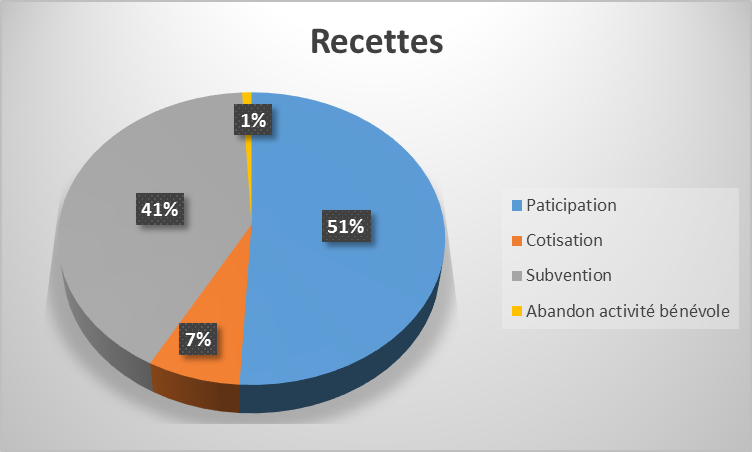 Recettes
1%
41%
51%
7%
Paticipation
Cotisation
Subvention
Abandon activité bénévole